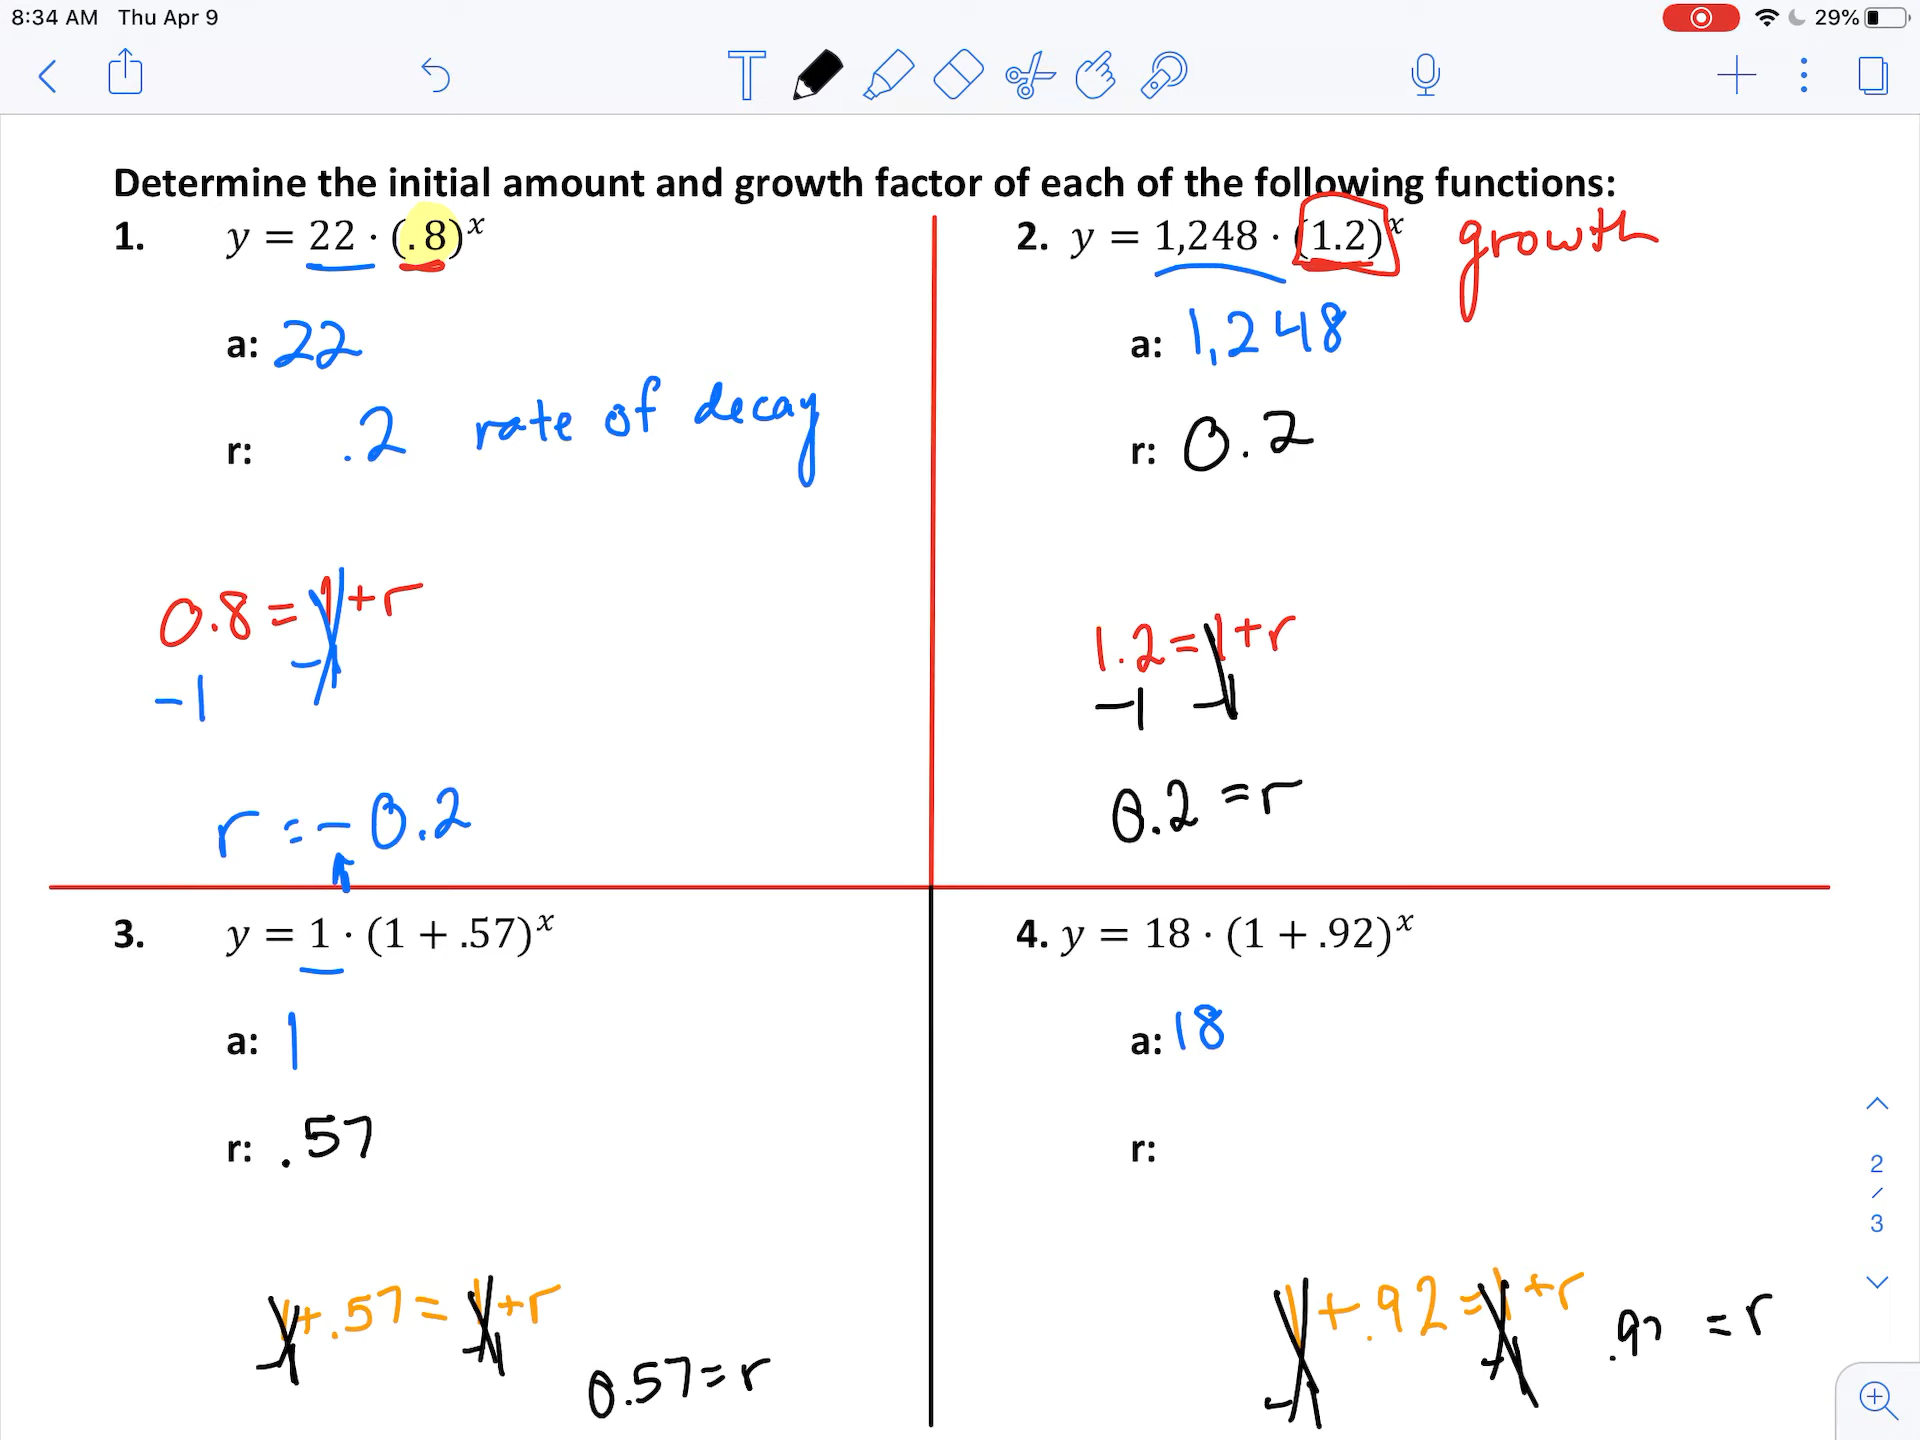 8:34 AM Thu Apr 9
29%
T
Determine the initial amount and growth factor of each of the following functions:
1. y = 22 · (.8)^x
a: 22
r: .2 rate of decay
0.8 = 1 + r
-1 -1
r = -0.2
2. y = 1,248 · (1.2)^x growth
a: 1,248
r: 0.2
1.2 = 1 + r
-1 -1
0.2 = r
3. y = 1 · (1 + .57)^x
a: 1
r: .57
1 + .57 = 1 + r
-1 -1
0.57 = r
4. y = 18 · (1 + .92)^x
a: 18
r:
1 + .92 = 1 + r
-1 -1
.92 = r
2
/
3